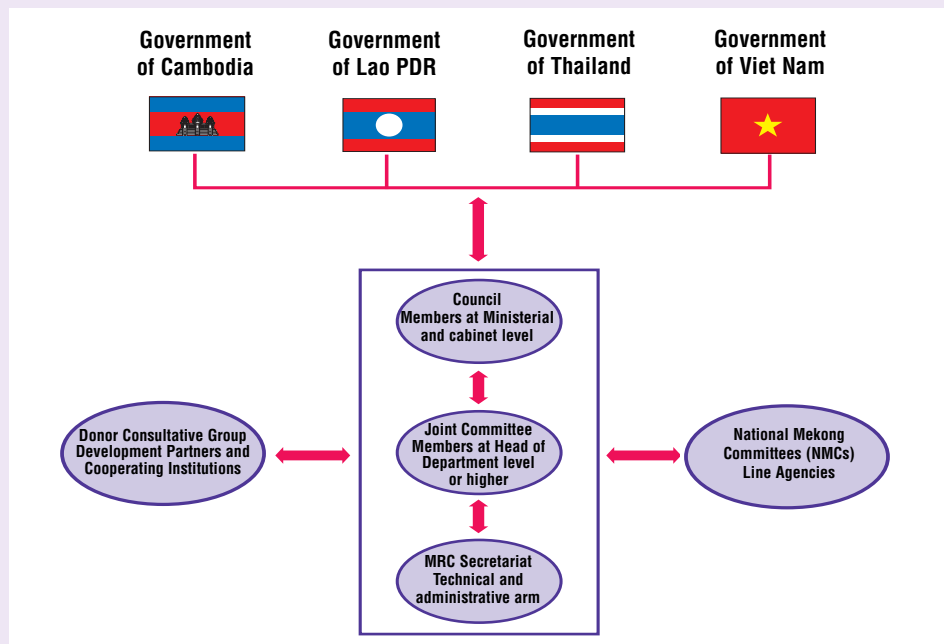 Government
of Cambodia
Government
of Lao PDR
Government
of Thailand
Government
of Viet Nam
Council
Members at Ministerial
and cabinet level
Donor Consultative Group
Development Partners and
Cooperating Institutions
Joint Committee
Members at Head of
Department level
or higher
National Mekong
Committees (NMCs)
Line Agencies
MRC Secretariat
Technical and
administrative arm